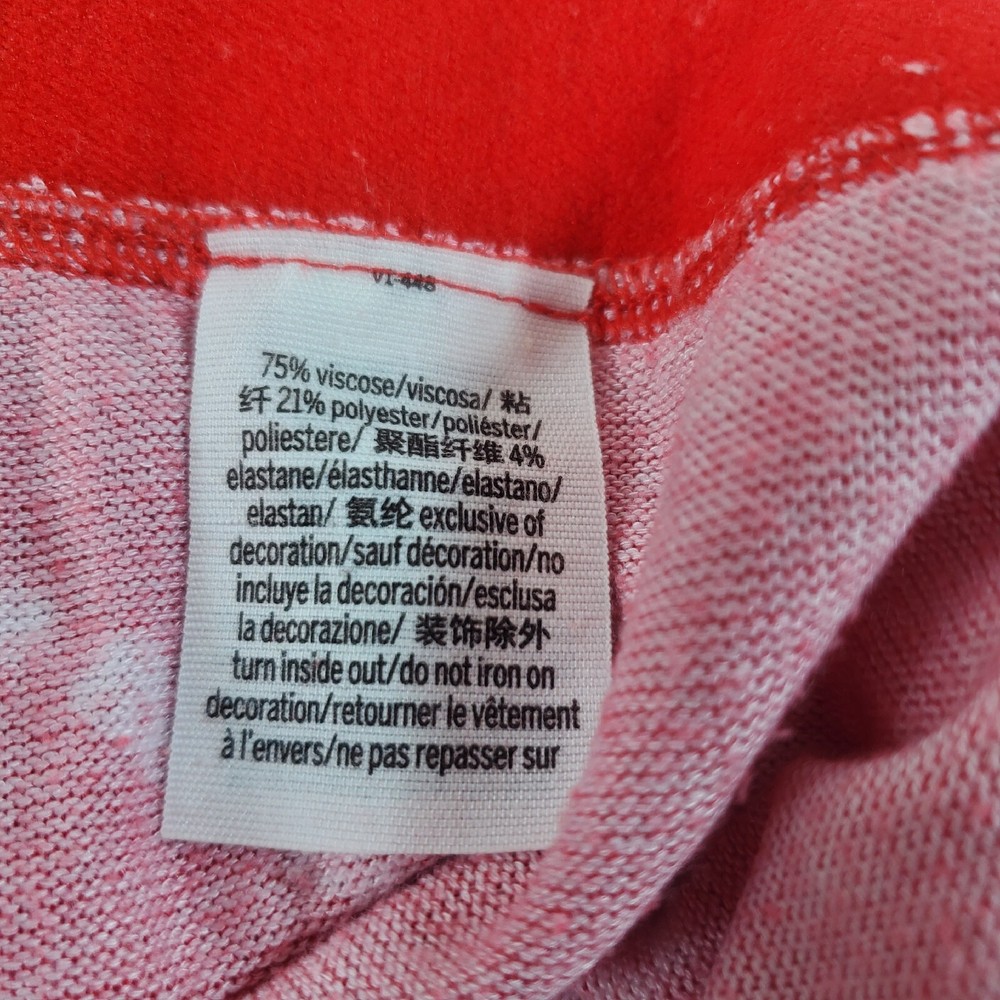 V1-448
75% viscose/viscosa/ 粘
纤 21% polyester/poliéster/
poliestere/ 聚酯纤维 4%
elastane/élasthanne/elastano/
elastan/ 氨纶 exclusive of
decoration/sauf décoration/no
incluye la decoración/esclusa
la decorazione/ 装饰除外
turn inside out/do not iron on
decoration/retourner le vêtement
à l'envers/ne pas repasser sur